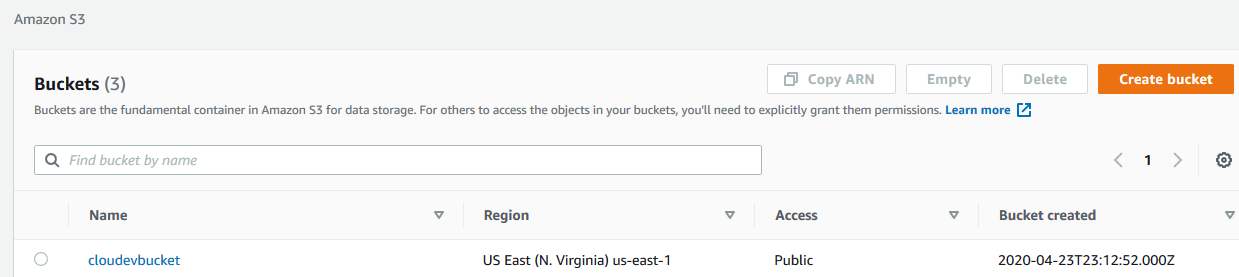 Amazon S3
Buckets (3)
Copy ARN
Empty
Delete
Create bucket
Buckets are the fundamental container in Amazon S3 for data storage. For others to access the objects in your buckets, you'll need to explicitly grant them permissions. Learn more
Find bucket by name
1
Name
Region
Access
Bucket created
cloudevbucket
US East (N. Virginia) us-east-1
Public
2020-04-23T23:12:52.000Z